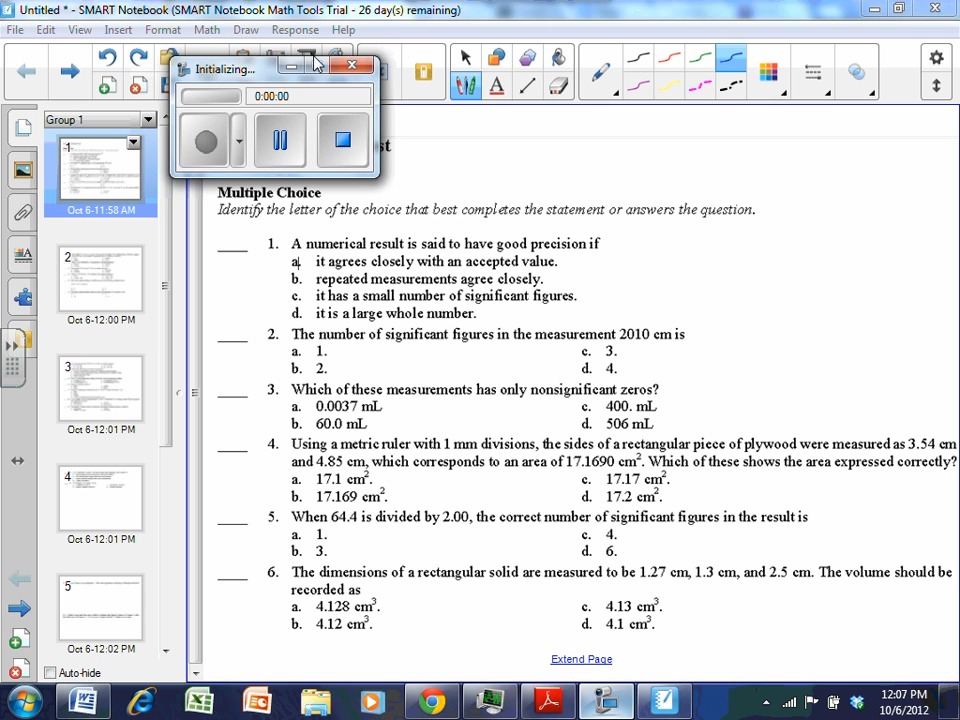 Untitled * - SMART Notebook (SMART Notebook Math Tools Trial - 26 day(s) remaining)
File Edit View Insert Format Math Draw Response Help
Initializing...
0:00:00
Group 1
1
Oct 6-11:58 AM
2
Oct 6-12:00 PM
3
Oct 6-12:01 PM
4
Oct 6-12:01 PM
5
Oct 6-12:02 PM
Auto-hide
Multiple Choice
Identify the letter of the choice that best completes the statement or answers the question.
____ 1. A numerical result is said to have good precision if
a. it agrees closely with an accepted value.
b. repeated measurements agree closely.
c. it has a small number of significant figures.
d. it is a large whole number.
____ 2. The number of significant figures in the measurement 2010 cm is
a. 1. c. 3.
b. 2. d. 4.
____ 3. Which of these measurements has only nonsignificant zeros?
a. 0.0037 mL c. 400. mL
b. 60.0 mL d. 506 mL
____ 4. Using a metric ruler with 1 mm divisions, the sides of a rectangular piece of plywood were measured as 3.54 cm
and 4.85 cm, which corresponds to an area of 17.1690 cm². Which of these shows the area expressed correctly?
a. 17.1 cm². c. 17.17 cm².
b. 17.169 cm². d. 17.2 cm².
____ 5. When 64.4 is divided by 2.00, the correct number of significant figures in the result is
a. 1. c. 4.
b. 3. d. 6.
____ 6. The dimensions of a rectangular solid are measured to be 1.27 cm, 1.3 cm, and 2.5 cm. The volume should be
recorded as
a. 4.128 cm³. c. 4.13 cm³.
b. 4.12 cm³. d. 4.1 cm³.
Extend Page
12:07 PM
10/6/2012